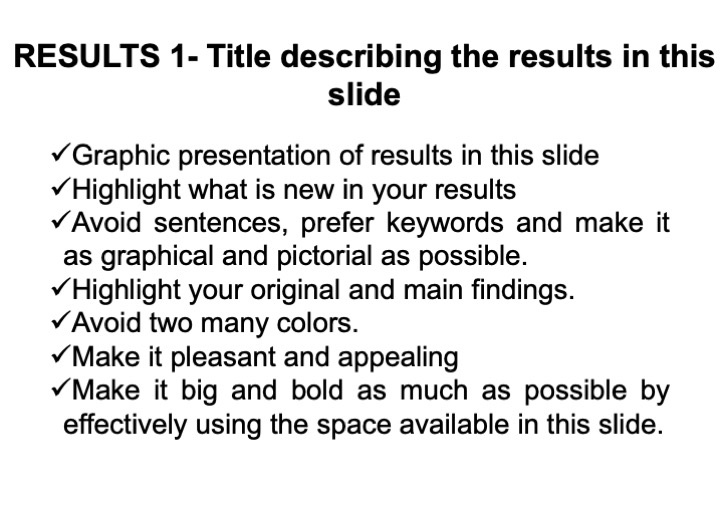 RESULTS 1- Title describing the results in this
slide
✓Graphic presentation of results in this slide
✓Highlight what is new in your results
✓Avoid sentences, prefer keywords and make it
as graphical and pictorial as possible.
✓Highlight your original and main findings.
✓Avoid two many colors.
✓Make it pleasant and appealing
✓Make it big and bold as much as possible by
effectively using the space available in this slide.